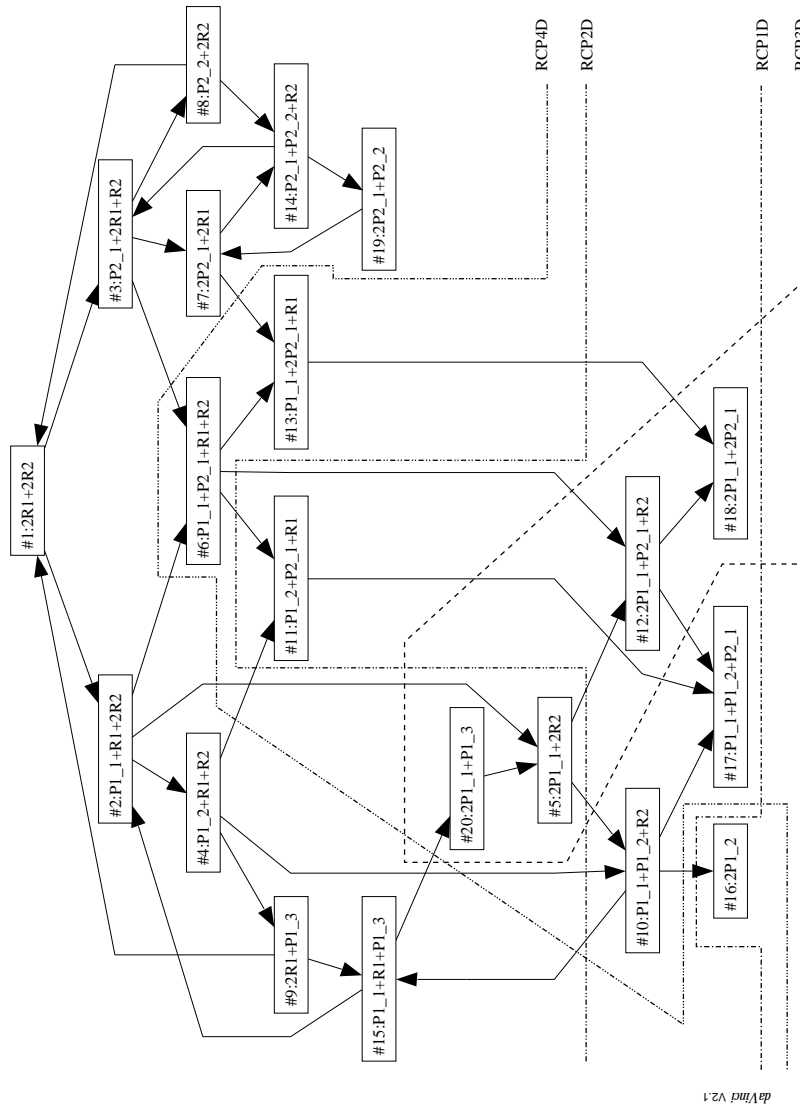 #1:2R1+2R2
#2:P1_1+R1+2R2
#3:P2_1+2R1+R2
#4:P1_2+R1+R2
#6:P1_1+P2_1+R1+R2
#7:2P2_1+2R1
#8:P2_2+2R2
#9:2R1+P1_3
#11:P1_2+P2_1+R1
#13:P1_1+2P2_1+R1
#14:P2_1+P2_2+R2
#15:P1_1+R1+P1_3
#19:2P2_1+P2_2
#20:2P1_1+P1_3
#5:2P1_1+2R2
#10:P1_1+P1_2+R2
#12:2P1_1+P2_1+R2
#16:2P1_2
#17:P1_1+P1_2+P2_1
#18:2P1_1+2P2_1
RCP4D
RCP2D
RCP1D
RCP3D
daVinci V2.1